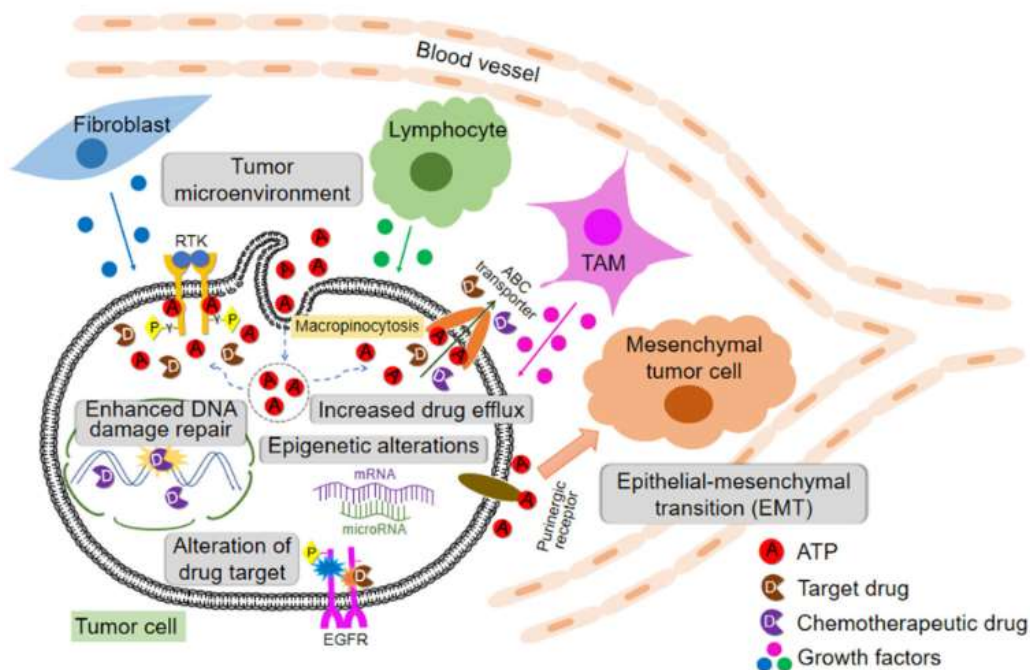 Blood vessel
Fibroblast
Lymphocyte
Tumor
microenvironment
RTK
A
A
A
A
A
TAM
ABC
transporter
D
D
Macropinocytosis
A
A
P
Y
Y
P
D
A
D
A
D
A
A
D
A
A
A
D
A
A
A
Mesenchymal
tumor cell
Enhanced DNA
damage repair
Increased drug efflux
Epigenetic alterations
D
D
D
mRNA
microRNA
A
A
A
Purinergic
receptor
Epithelial-mesenchymal
transition (EMT)
Alteration of
drug target
P
D
EGFR
Tumor cell
A ATP
D Target drug
D Chemotherapeutic drug
Growth factors